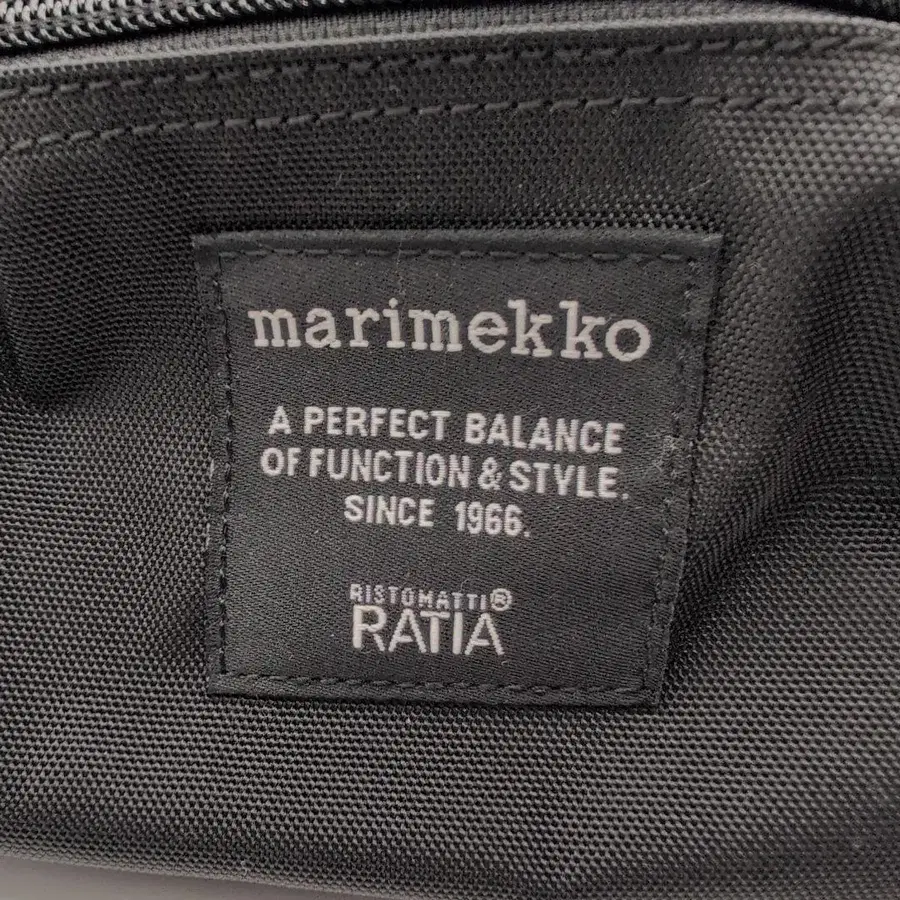 marimekko
A PERFECT BALANCE
OF FUNCTION & STYLE.
SINCE 1966.
RISTOMATTI®
RATIA